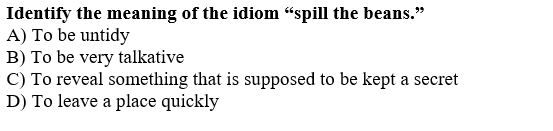 Identify the meaning of the idiom “spill the beans.”
A) To be untidy
B) To be very talkative
C) To reveal something that is supposed to be kept a secret
D) To leave a place quickly